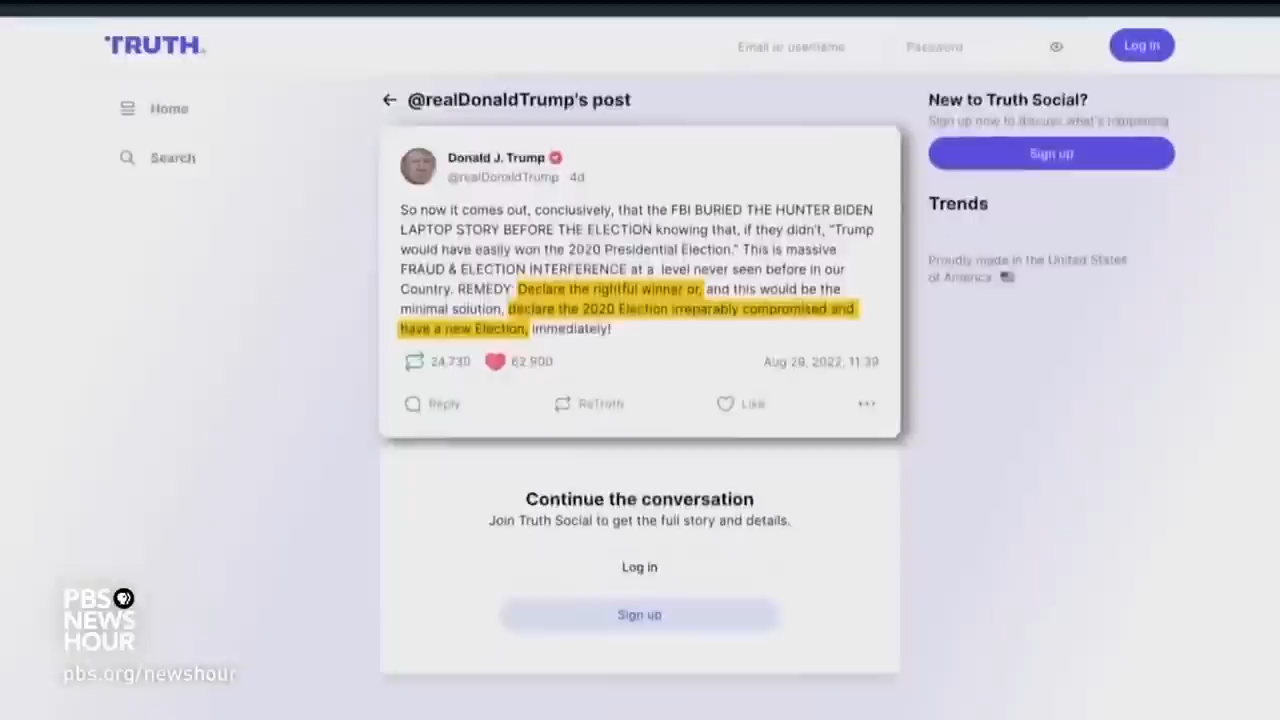 TRUTH.
Email or username
Password
Log in
Home
Search
@realDonaldTrump's post
Donald J. Trump
@realDonaldTrump · 4d
So now it comes out, conclusively, that the FBI BURIED THE HUNTER BIDEN
LAPTOP STORY BEFORE THE ELECTION knowing that, if they didn't, "Trump
would have easily won the 2020 Presidential Election." This is massive
FRAUD & ELECTION INTERFERENCE at a level never seen before in our
Country. REMEDY: Declare the rightful winner or, and this would be the
minimal solution, declare the 2020 Election irreparably compromised and
have a new Election, immediately!
24,730
62,900
Aug 29, 2022, 11:39
Reply
ReTruth
Like
Continue the conversation
Join Truth Social to get the full story and details.
Log in
Sign up
New to Truth Social?
Sign up now to discuss what's happening
Sign up
Trends
Proudly made in the United States
of America
PBS
NEWS
HOUR
pbs.org/newshour